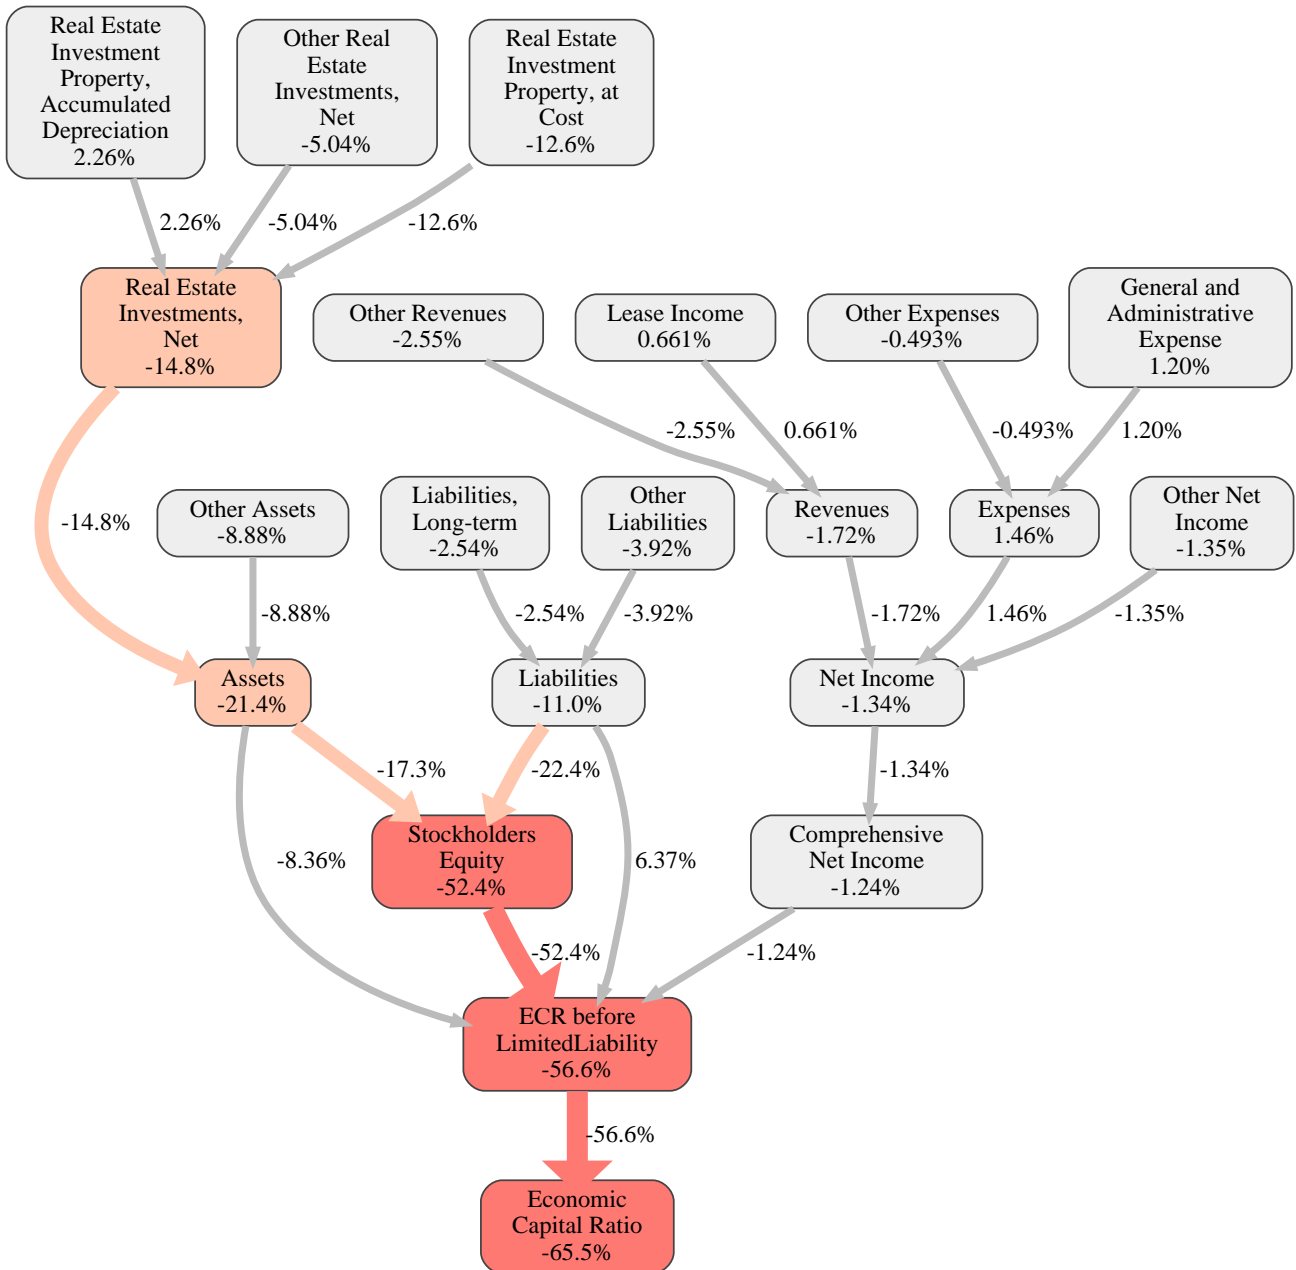 Real Estate
Investment
Property,
Accumulated
Depreciation
2.26%
Other Real
Estate
Investments,
Net
-5.04%
Real Estate
Investment
Property, at
Cost
-12.6%
2.26%
-5.04%
-12.6%
Real Estate
Investments,
Net
-14.8%
Other Revenues
-2.55%
Lease Income
0.661%
Other Expenses
-0.493%
General and
Administrative
Expense
1.20%
-2.55%
0.661%
-0.493%
1.20%
-14.8%
Other Assets
-8.88%
Liabilities,
Long-term
-2.54%
Other
Liabilities
-3.92%
Revenues
-1.72%
Expenses
1.46%
Other Net
Income
-1.35%
-8.88%
-2.54%
-3.92%
-1.72%
1.46%
-1.35%
Assets
-21.4%
Liabilities
-11.0%
Net Income
-1.34%
-17.3%
-22.4%
-1.34%
-8.36%
Stockholders
Equity
-52.4%
6.37%
Comprehensive
Net Income
-1.24%
-52.4%
-1.24%
ECR before
LimitedLiability
-56.6%
-56.6%
Economic
Capital Ratio
-65.5%